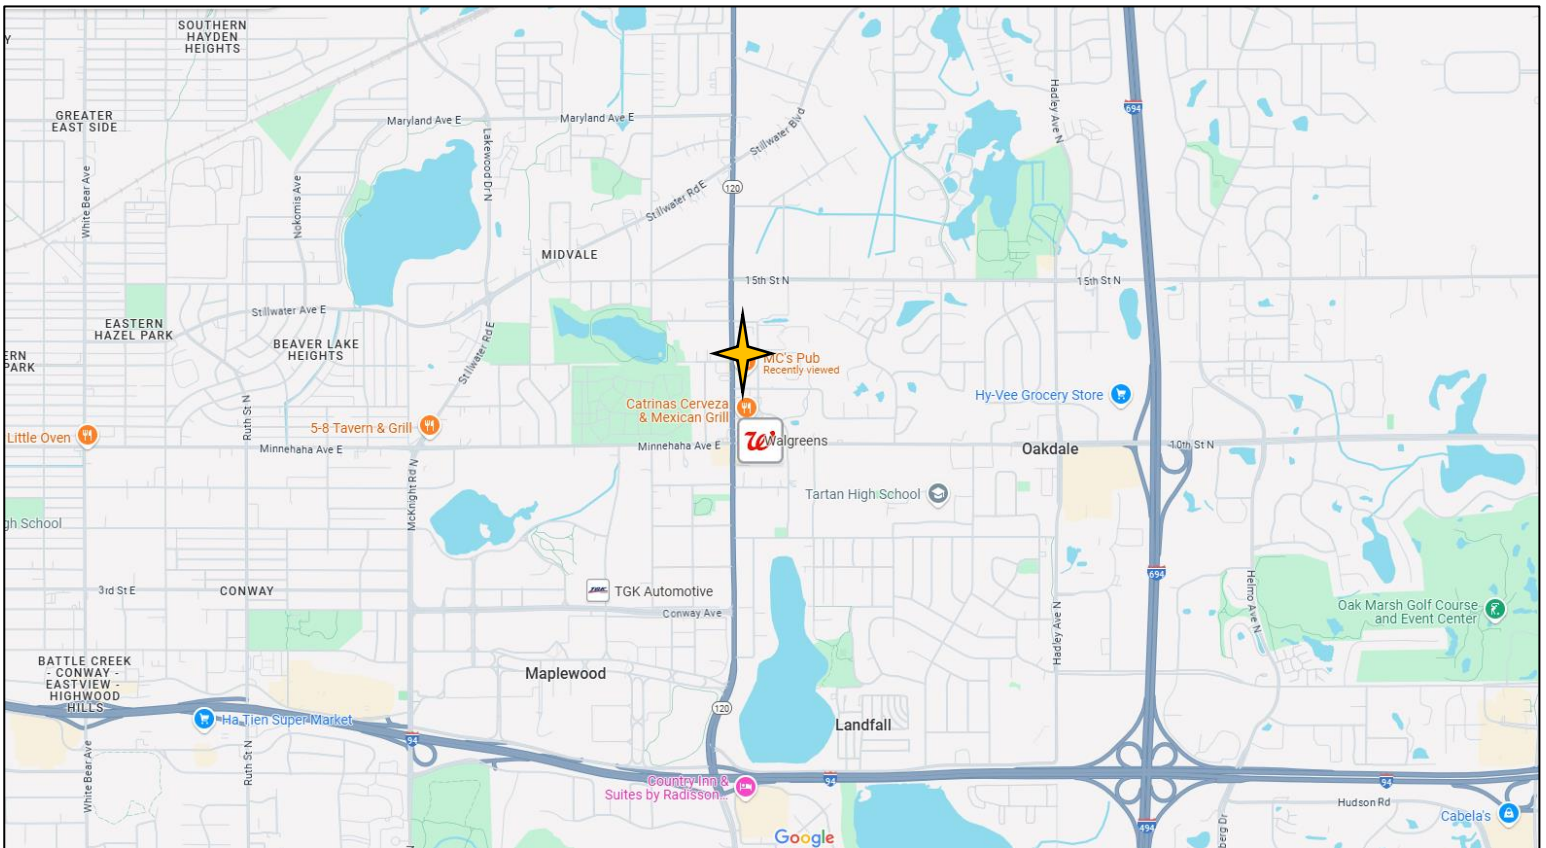 SOUTHERN
HAYDEN
HEIGHTS
Y
GREATER
EAST SIDE
Maryland Ave E
Maryland Ave E
Stillwater Blvd
Hadley Ave N
694
White Bear Ave
Nokomis Ave
Lakewood Dr N
Stillwater Rd E
120
MIDVALE
15th St N
15th St N
Stillwater Ave E
EASTERN
HAZEL PARK
BEAVER LAKE
HEIGHTS
Stillwater Rd E
ERN
PARK
MC's Pub
Recently viewed
Hy-Vee Grocery Store
Catrinas Cerveza
& Mexican Grill
Ruth St N
5-8 Tavern & Grill
Little Oven
Minnehaha Ave E
Minnehaha Ave E
Walgreens
Oakdale
10th St N
McKnight Rd N
Tartan High School
gh School
694
3rd St E
CONWAY
TGK Automotive
Conway Ave
Hadley Ave N
Helmo Ave N
Oak Marsh Golf Course
and Event Center
BATTLE CREEK
- CONWAY -
EASTVIEW -
HIGHWOOD
HILLS
Maplewood
120
Landfall
Ha Tien Super Market
94
White Bear Ave
Ruth St N
Country Inn &
Suites by Radisson...
94
94
Hudson Rd
Cabela's
494
berg Dr
Google